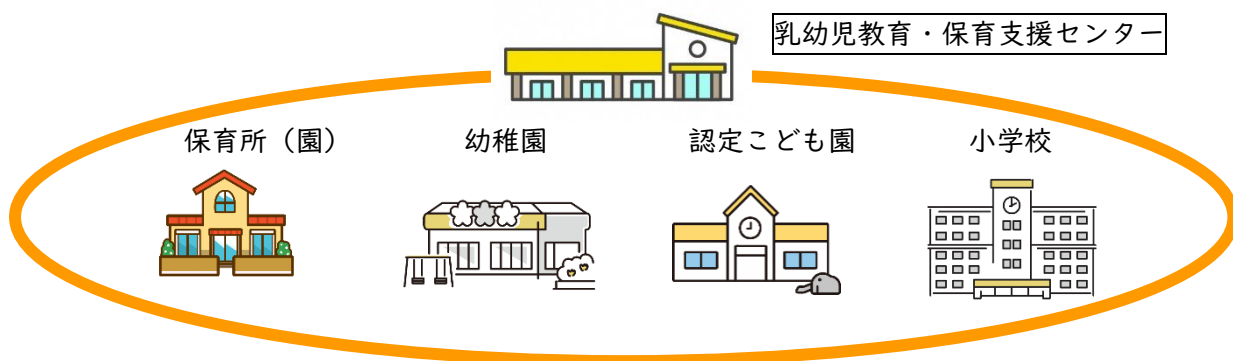 乳幼児教育・保育支援センター
保育所（園）
幼稚園
認定こども園
小学校